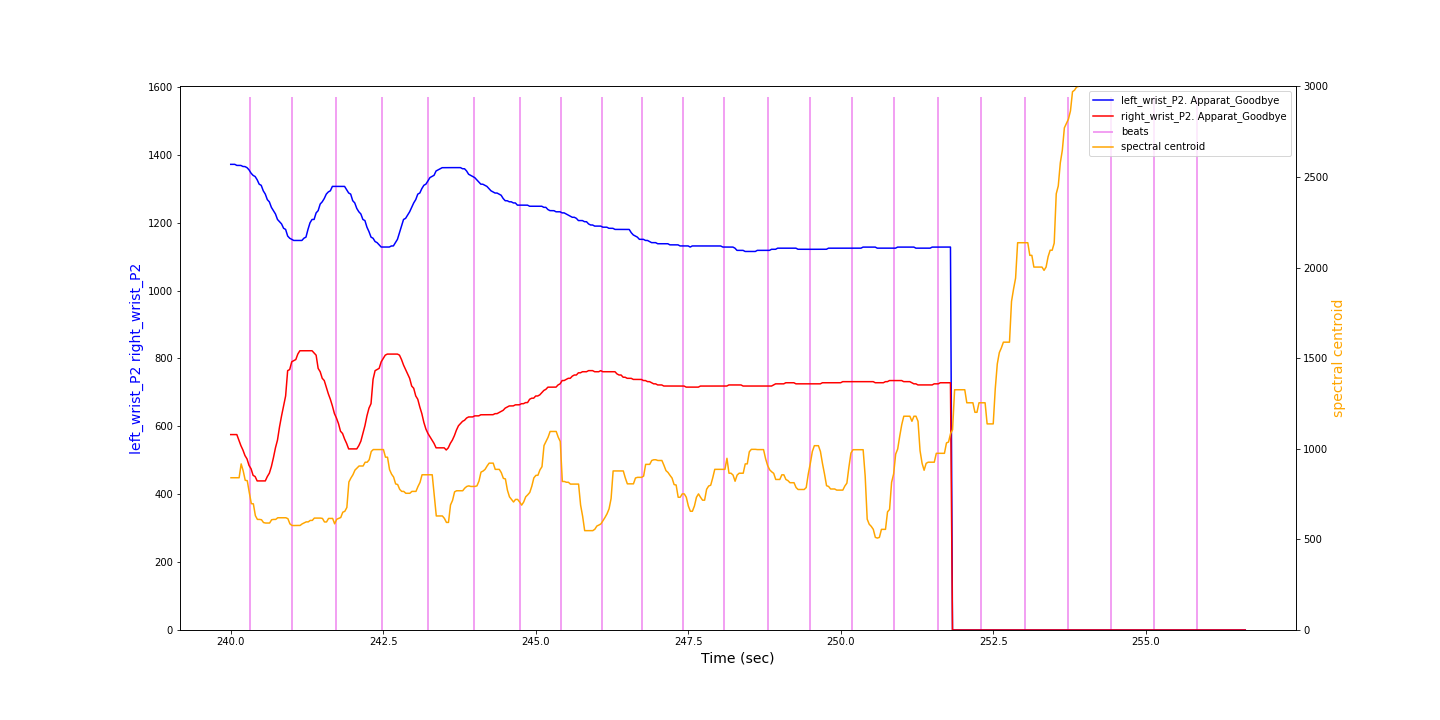 1600
1400
1200
1000
800
600
400
200
0
left_wrist_P2 right_wrist_P2
3000
2500
2000
1500
1000
500
0
spectral centroid
left_wrist_P2. Apparat_Goodbye
right_wrist_P2. Apparat_Goodbye
beats
spectral centroid
240.0 242.5 245.0 247.5 250.0 252.5 255.0
Time (sec)